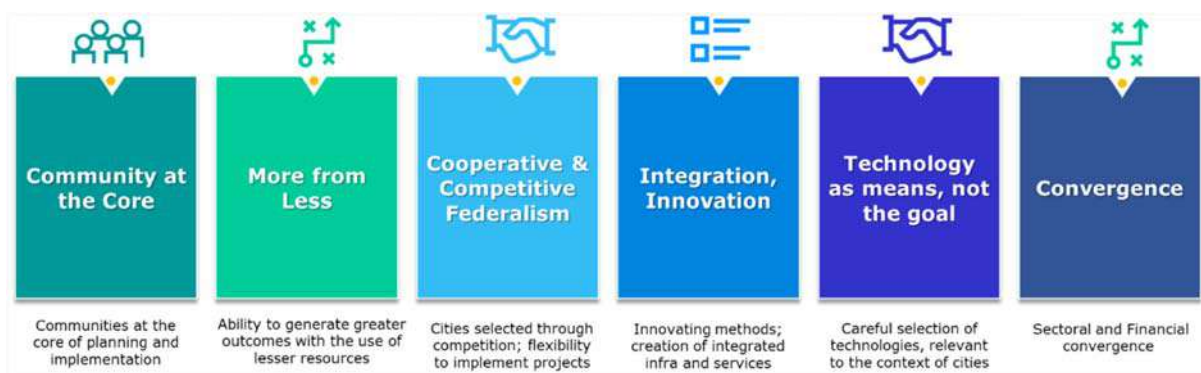 Community at
the Core
More from
Less
Cooperative &
Competitive
Federalism
Integration,
Innovation
Technology
as means, not
the goal
Convergence
Communities at the
core of planning and
implementation
Ability to generate greater
outcomes with the use of
lesser resources
Cities selected through
competition; flexibility
to implement projects
Innovating methods;
creation of integrated
infra and services
Careful selection of
technologies, relevant
to the context of cities
Sectoral and Financial
convergence